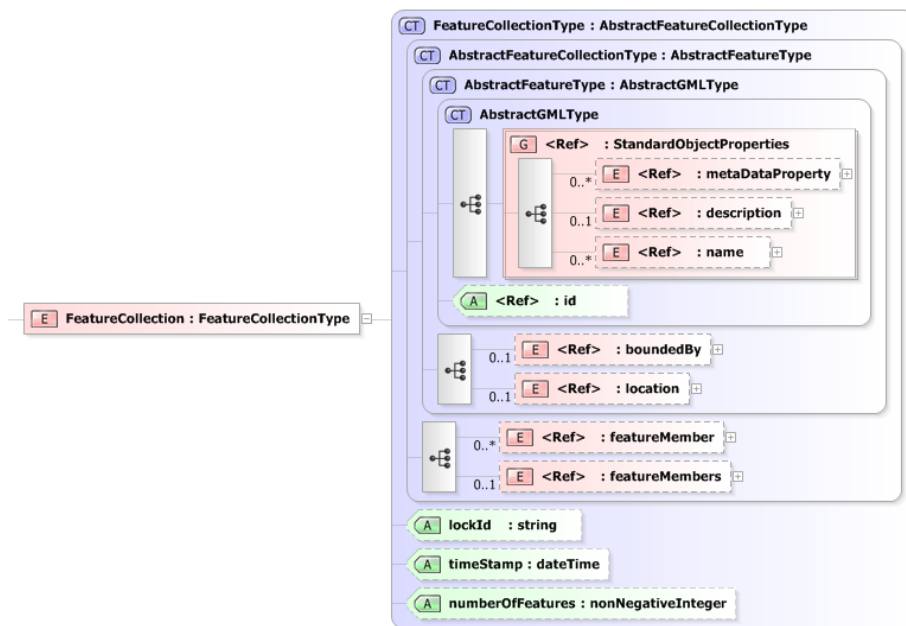 CT FeatureCollectionType : AbstractFeatureCollectionType
CT AbstractFeatureCollectionType : AbstractFeatureType
CT AbstractFeatureType : AbstractGMLType
CT AbstractGMLType
G <Ref> : StandardObjectProperties
0..* E <Ref> : metaDataProperty
0..1 E <Ref> : description
0..* E <Ref> : name
A <Ref> : id
E FeatureCollection : FeatureCollectionType
0..1 E <Ref> : boundedBy
0..1 E <Ref> : location
0..* E <Ref> : featureMember
0..1 E <Ref> : featureMembers
A lockId : string
A timeStamp : dateTime
A numberOfFeatures : nonNegativeInteger